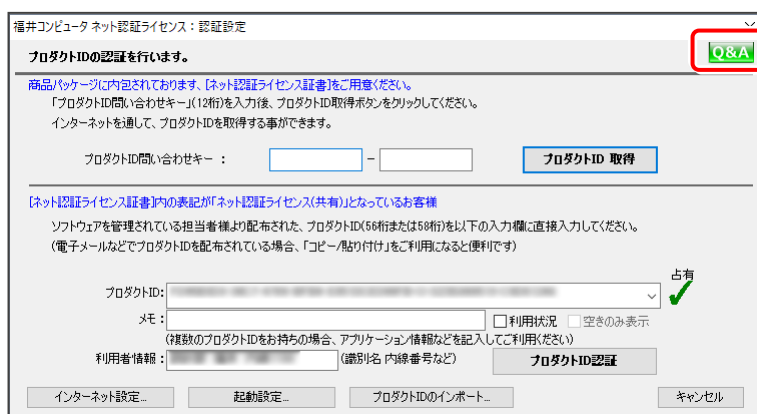 福井コンピュータ ネット認証ライセンス：認証設定
プロダクトIDの認証を行います。
Q&A
商品パッケージに内包されております、[ネット認証ライセンス証書]をご用意ください。
「プロダクトID問い合わせキー」(12桁)を入力後、プロダクトID取得ボタンをクリックしてください。
インターネットを通して、プロダクトIDを取得する事ができます。
プロダクトID問い合わせキー ： － プロダクトID 取得
[ネット認証ライセンス証書]内の表記が「ネット認証ライセンス(共有)」となっているお客様
ソフトウェアを管理されている担当者様より配布された、プロダクトID(56桁または58桁)を以下の入力欄に直接入力してください。
(電子メールなどでプロダクトIDを配布されている場合、「コピー/貼り付け」をご利用になると便利です)
占有
プロダクトID:
メモ： 利用状況 空きのみ表示
(複数のプロダクトIDをお持ちの場合、アプリケーション情報などを記入してご利用ください)
利用者情報： (識別名 内線番号など) プロダクトID認証
インターネット設定... 起動設定... プロダクトIDのインポート... キャンセル